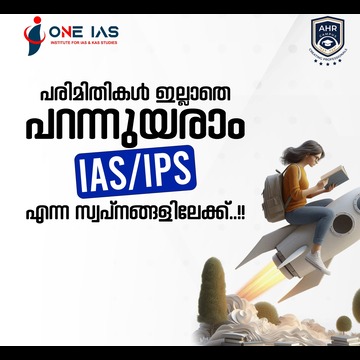 ONE IAS
INSTITUTE FOR IAS & KAS STUDIES
AHR
പരിമിതികൾ ഇല്ലാതെ
പറന്നുയരാം
IAS/IPS
എന്ന സ്വപ്നങ്ങളിലേക്ക്..!!